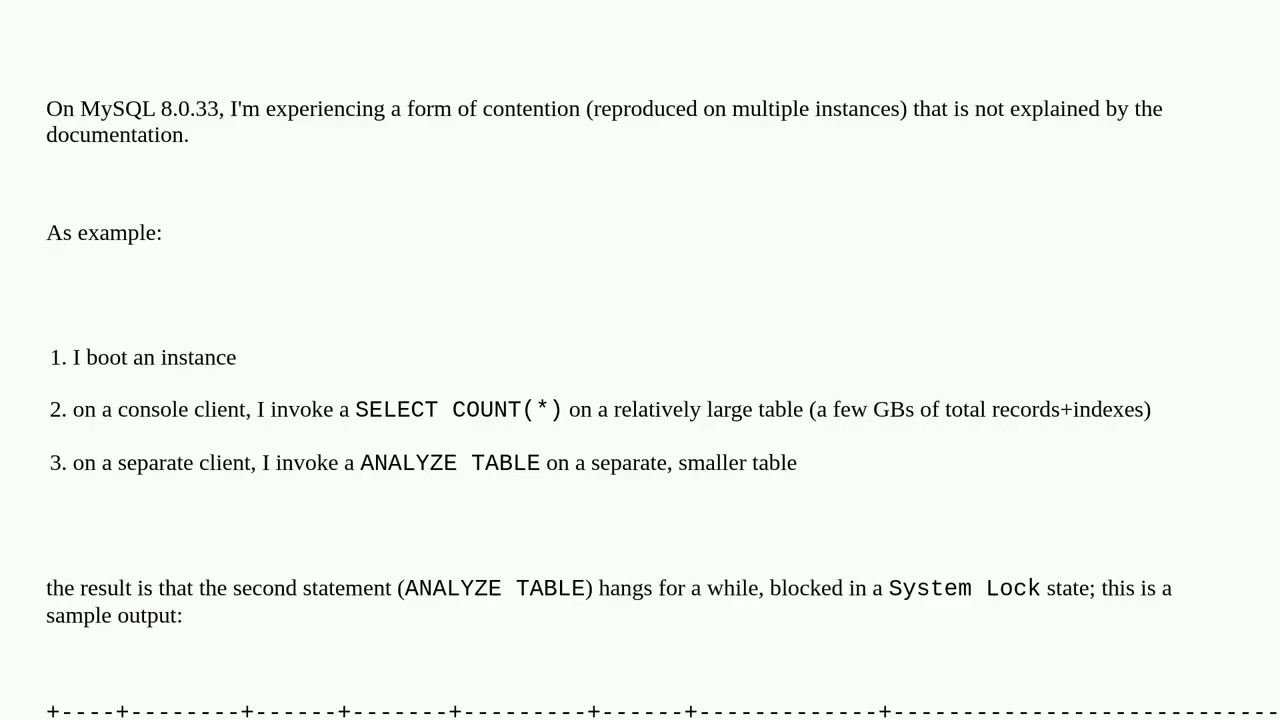 On MySQL 8.0.33, I'm experiencing a form of contention (reproduced on multiple instances) that is not explained by the
documentation.
As example:
1. I boot an instance
2. on a console client, I invoke a SELECT COUNT(*) on a relatively large table (a few GBs of total records+indexes)
3. on a separate client, I invoke a ANALYZE TABLE on a separate, smaller table
the result is that the second statement (ANALYZE TABLE) hangs for a while, blocked in a System Lock state; this is a
sample output:
+----+--------+------+-------+---------+------+-------------+----------------------------